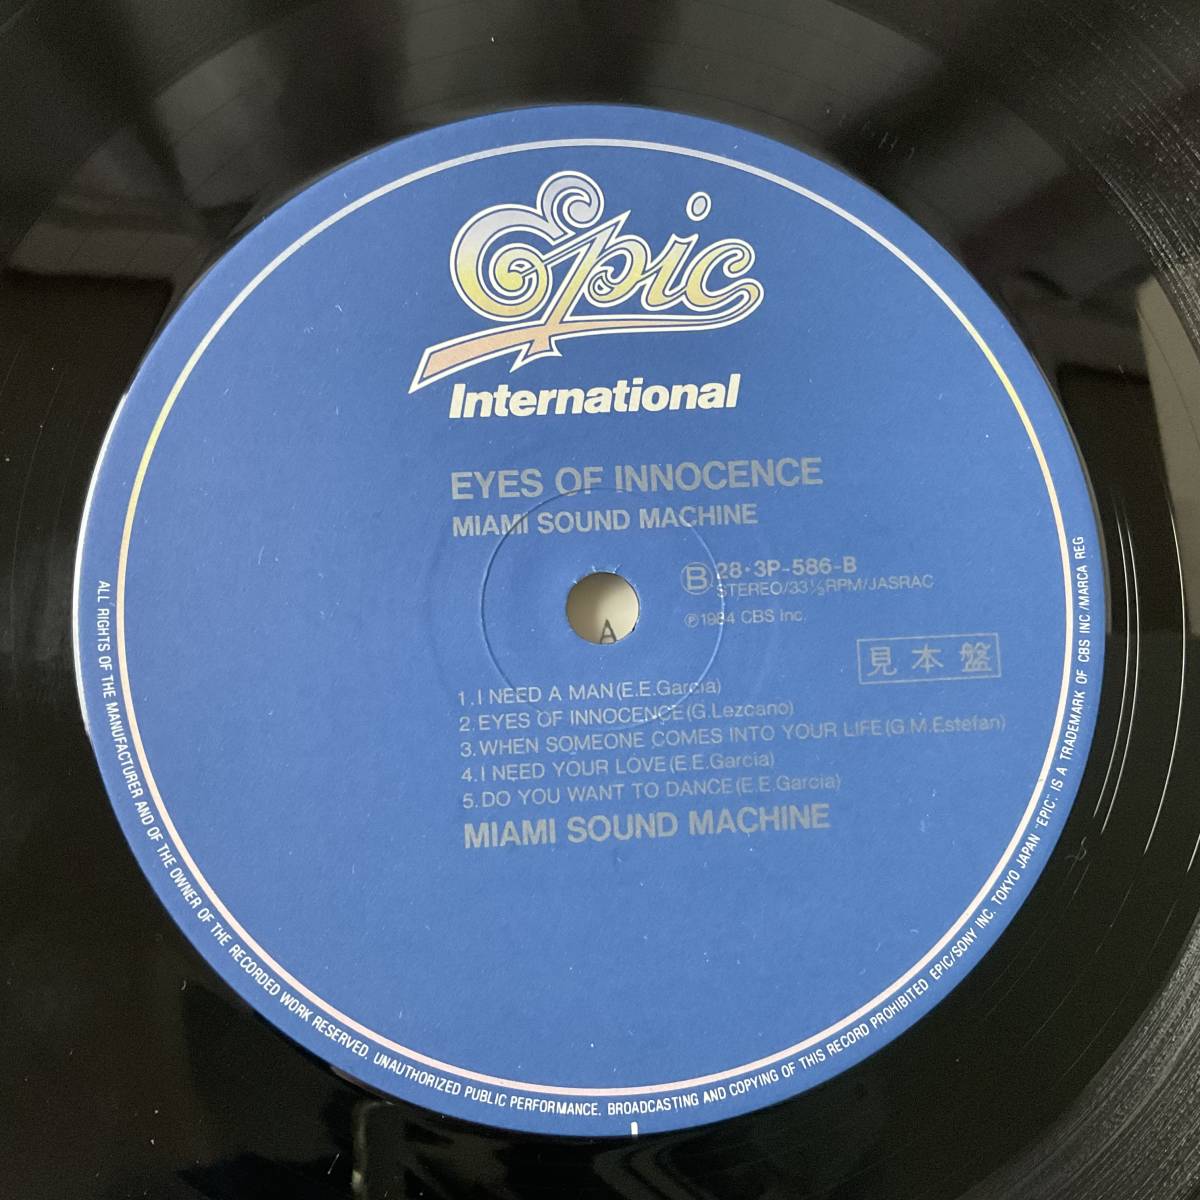 Epic
International
EYES OF INNOCENCE
MIAMI SOUND MACHINE
B 28・3P-586-B
STEREO/33⅓RPM/JASRAC
Ⓟ1984 CBS Inc.
見本盤
A
1. I NEED A MAN (E.E.Garcia)
2. EYES OF INNOCENCE (G.Lezcano)
3. WHEN SOMEONE COMES INTO YOUR LIFE (G.M.Estefan)
4. I NEED YOUR LOVE (E.E.Garcia)
5. DO YOU WANT TO DANCE (E.E.Garcia)
MIAMI SOUND MACHINE
ALL RIGHTS OF THE MANUFACTURER AND OF THE OWNER OF THE RECORDED WORK RESERVED. UNAUTHORIZED PUBLIC PERFORMANCE, BROADCASTING AND COPYING OF THIS RECORD PROHIBITED EPIC/SONY INC. TOKYO JAPAN "EPIC" IS A TRADEMARK OF CBS INC./MARCA REG